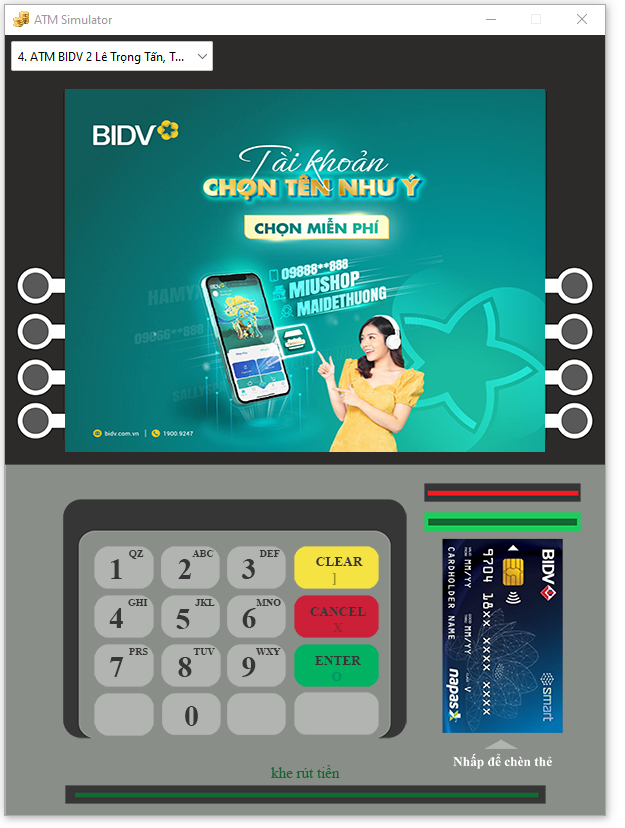 ATM Simulator
4. ATM BIDV 2 Lê Trọng Tấn, T...
BIDV
Tài khoản
CHỌN TÊN NHƯ Ý
CHỌN MIỄN PHÍ
09888**888
MIUSHOP
MAIDETHUONG
09866**888
bidv.com.vn | 1900.9247
1 QZ 2 ABC 3 DEF CLEAR ]
4 GHI 5 JKL 6 MNO CANCEL X
7 PRS 8 TUV 9 WXY ENTER O
0
BIDV smart
9704 18xx xxxx xxxx
MM/YY MM/YY V
CARDHOLDER NAME napas
Nhấp để chèn thẻ
khe rút tiền